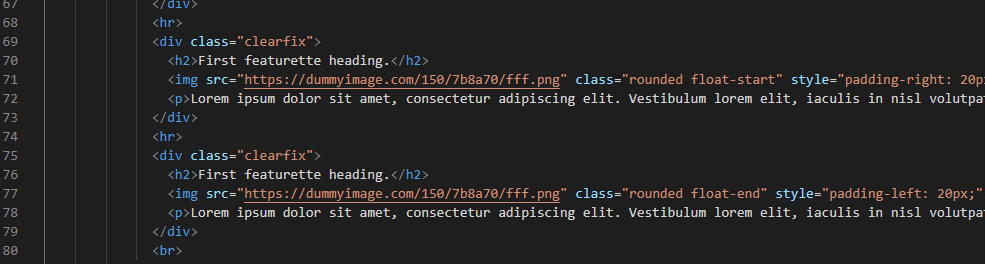 67 </div>
68 <hr>
69 <div class="clearfix">
70 <h2>First featurette heading.</h2>
71 <img src="https://dummyimage.com/150/7b8a70/fff.png" class="rounded float-start" style="padding-right: 20p
72 <p>Lorem ipsum dolor sit amet, consectetur adipiscing elit. Vestibulum lorem elit, iaculis in nisl volutpa
73 </div>
74 <hr>
75 <div class="clearfix">
76 <h2>First featurette heading.</h2>
77 <img src="https://dummyimage.com/150/7b8a70/fff.png" class="rounded float-end" style="padding-left: 20px;"
78 <p>Lorem ipsum dolor sit amet, consectetur adipiscing elit. Vestibulum lorem elit, iaculis in nisl volutpa
79 </div>
80 <br>